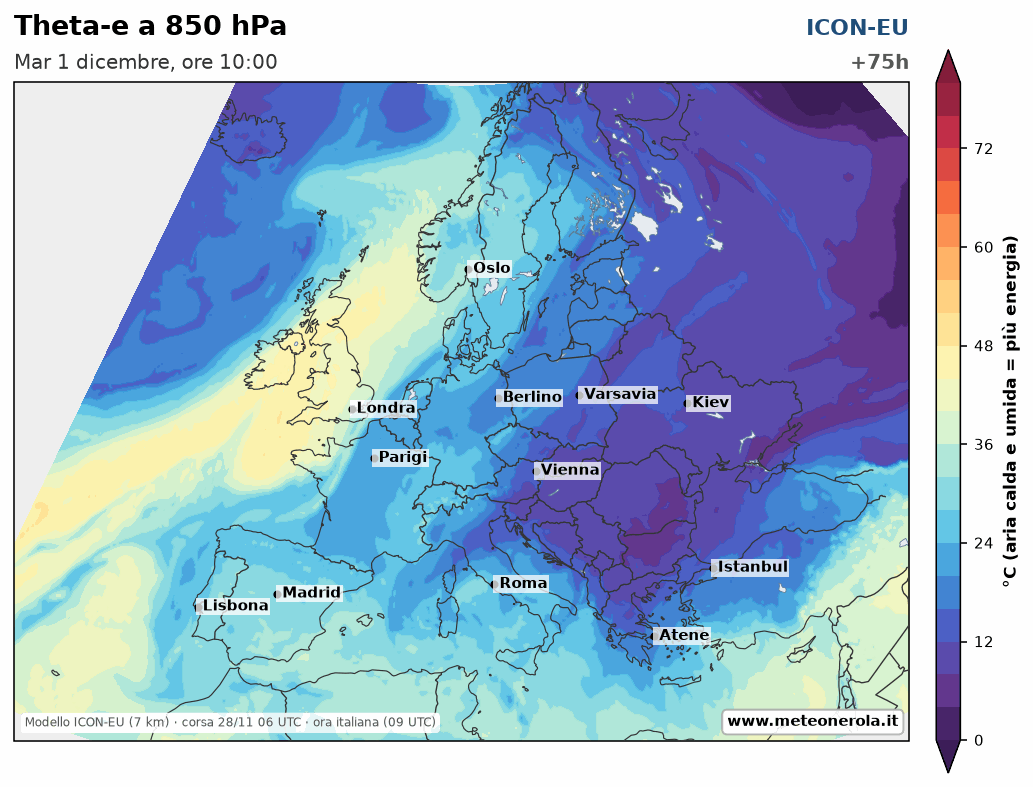 Theta-e a 850 hPa
ICON-EU
Mar 1 dicembre, ore 10:00
+75h
72
60
48
36
24
12
0
°C (aria calda e umida = più energia)
Oslo
Berlino
Varsavia
Kiev
Londra
Parigi
Vienna
Istanbul
Roma
Madrid
Lisbona
Atene
Modello ICON-EU (7 km) · corsa 28/11 06 UTC · ora italiana (09 UTC)
www.meteonerola.it